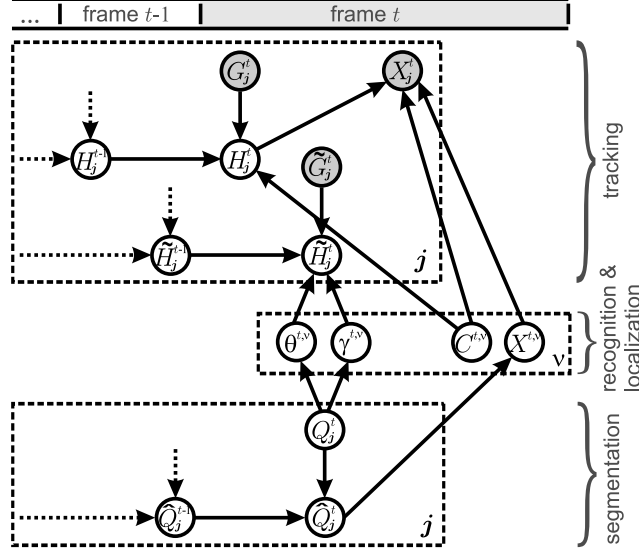 ... frame t-1 frame t
G_j^t X_j^t
H_j^{t-1} H_j^t G̃_j^t
H̃_j^{t-1} H̃_j^t j
tracking
θ^{t,ν} γ^{t,ν} C^{t,ν} X^{t,ν} ν
recognition &
localization
Q_j^t
Q̂_j^{t-1} Q̂_j^t j
segmentation